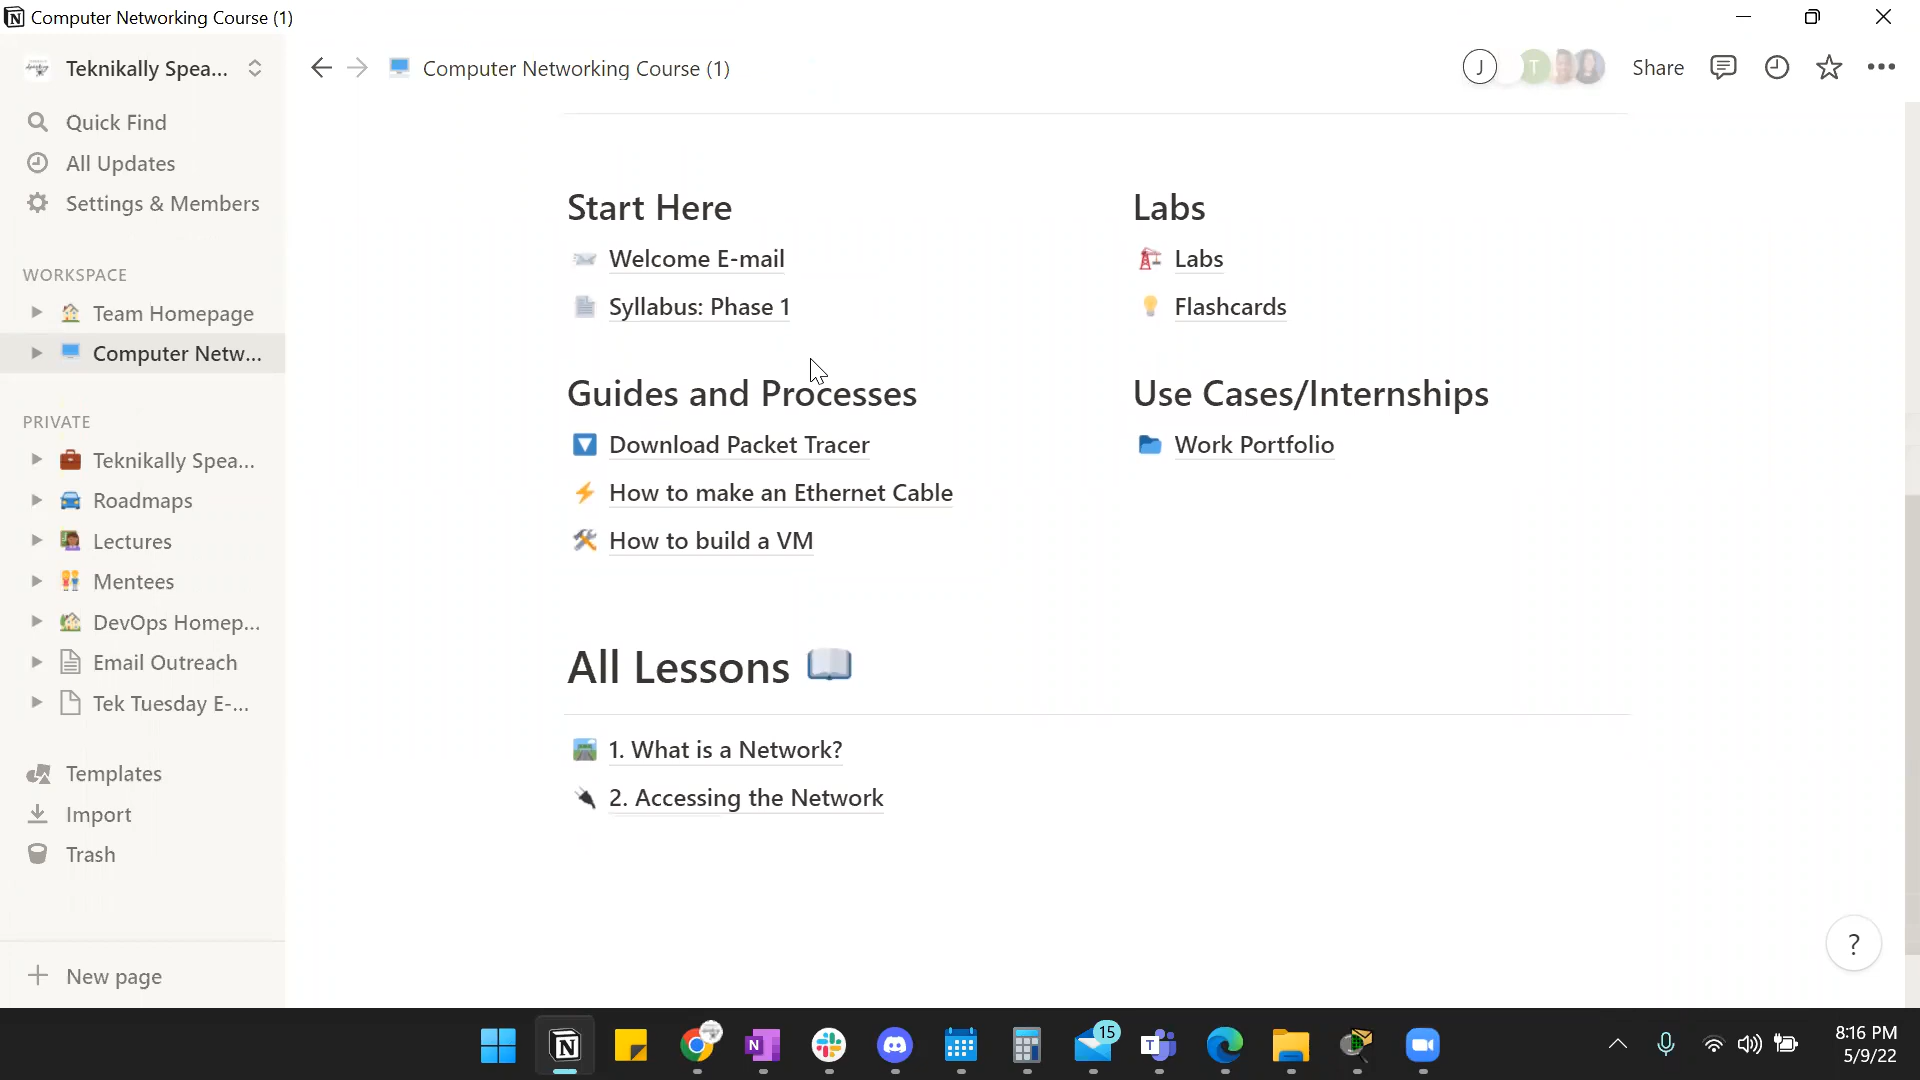 Computer Networking Course (1)
Teknikally Spea...
Computer Networking Course (1)
J
T
Share
Quick Find
All Updates
Settings & Members
WORKSPACE
Team Homepage
Computer Netw...
PRIVATE
Teknikally Spea...
Roadmaps
Lectures
Mentees
DevOps Homep...
Email Outreach
Tek Tuesday E-...
Templates
Import
Trash
New page
Start Here
Welcome E-mail
Syllabus: Phase 1
Labs
Labs
Flashcards
Guides and Processes
Download Packet Tracer
How to make an Ethernet Cable
How to build a VM
Use Cases/Internships
Work Portfolio
All Lessons
1. What is a Network?
2. Accessing the Network
?
15
8:16 PM
5/9/22